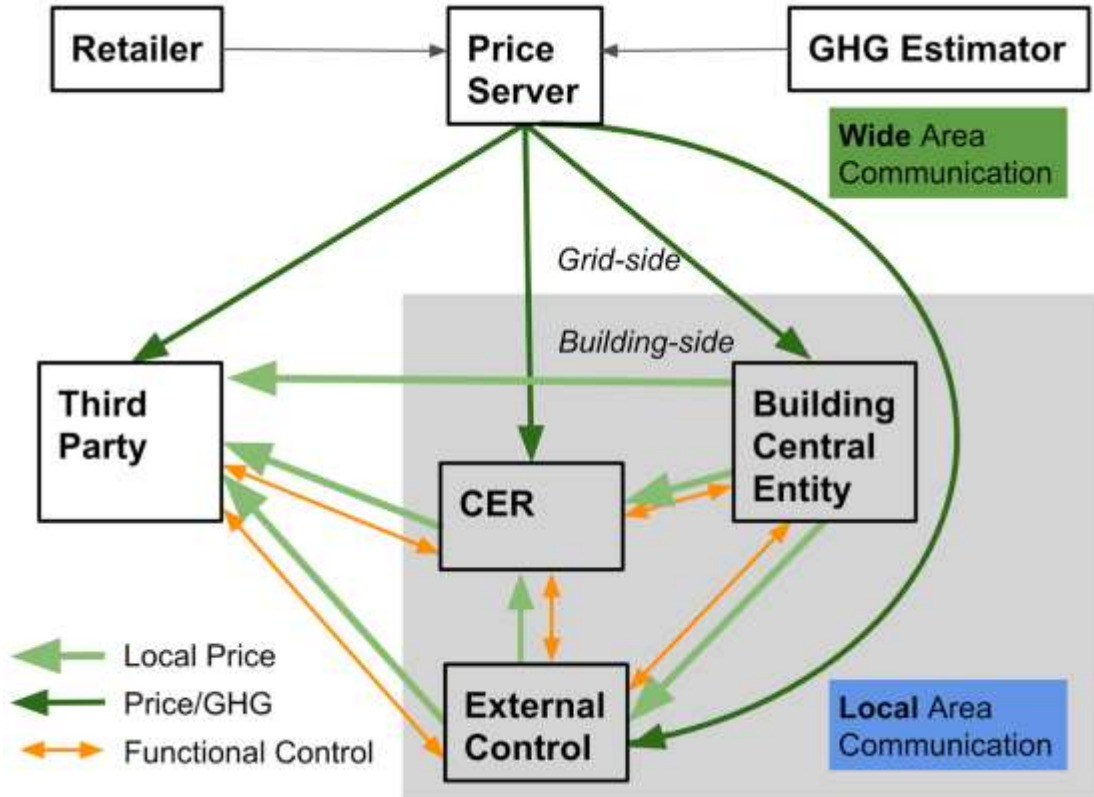 Retailer
Price
Server
GHG Estimator
Wide Area
Communication
Grid-side
Building-side
Third
Party
Building
Central
Entity
CER
Local Price
Price/GHG
Functional Control
External
Control
Local Area
Communication